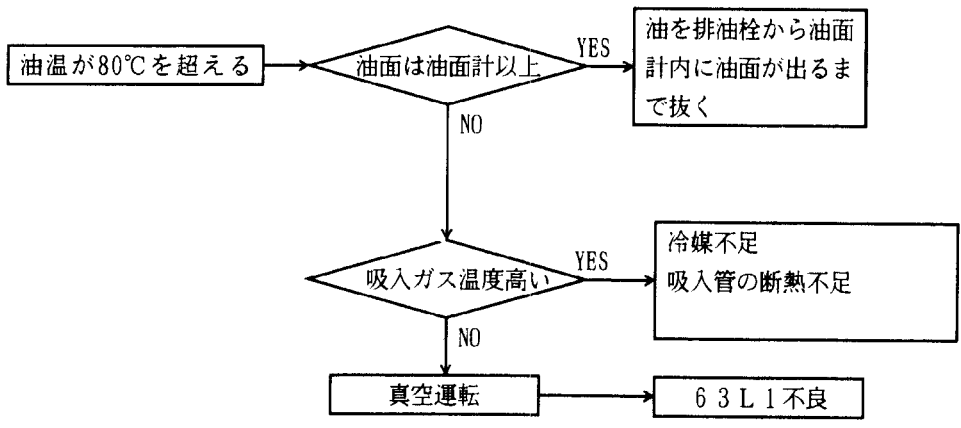 油温が80℃を超える
油面は油面計以上
YES
油を排油栓から油面
計内に油面が出るま
で抜く
NO
吸入ガス温度高い
YES
冷媒不足
吸入管の断熱不足
NO
真空運転
63L1不良